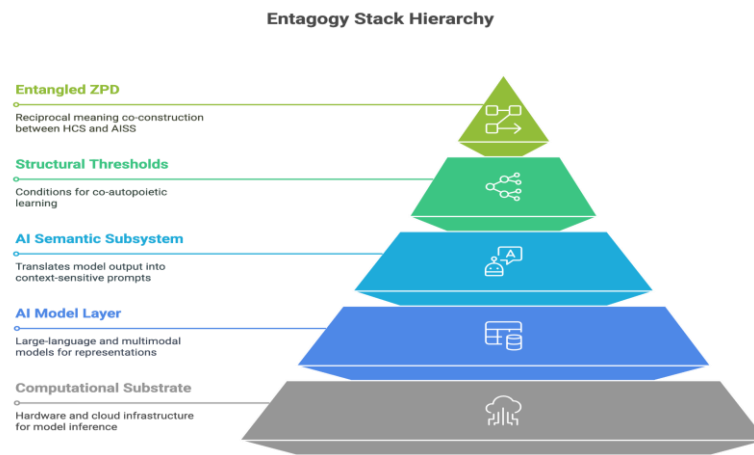 Entagogy Stack Hierarchy
Entangled ZPD
Reciprocal meaning co-construction
between HCS and AISS
Structural Thresholds
Conditions for co-autopoietic
learning
AI Semantic Subsystem
Translates model output into
context-sensitive prompts
A
AI Model Layer
Large-language and multimodal
models for representations
Computational Substrate
Hardware and cloud infrastructure
for model inference